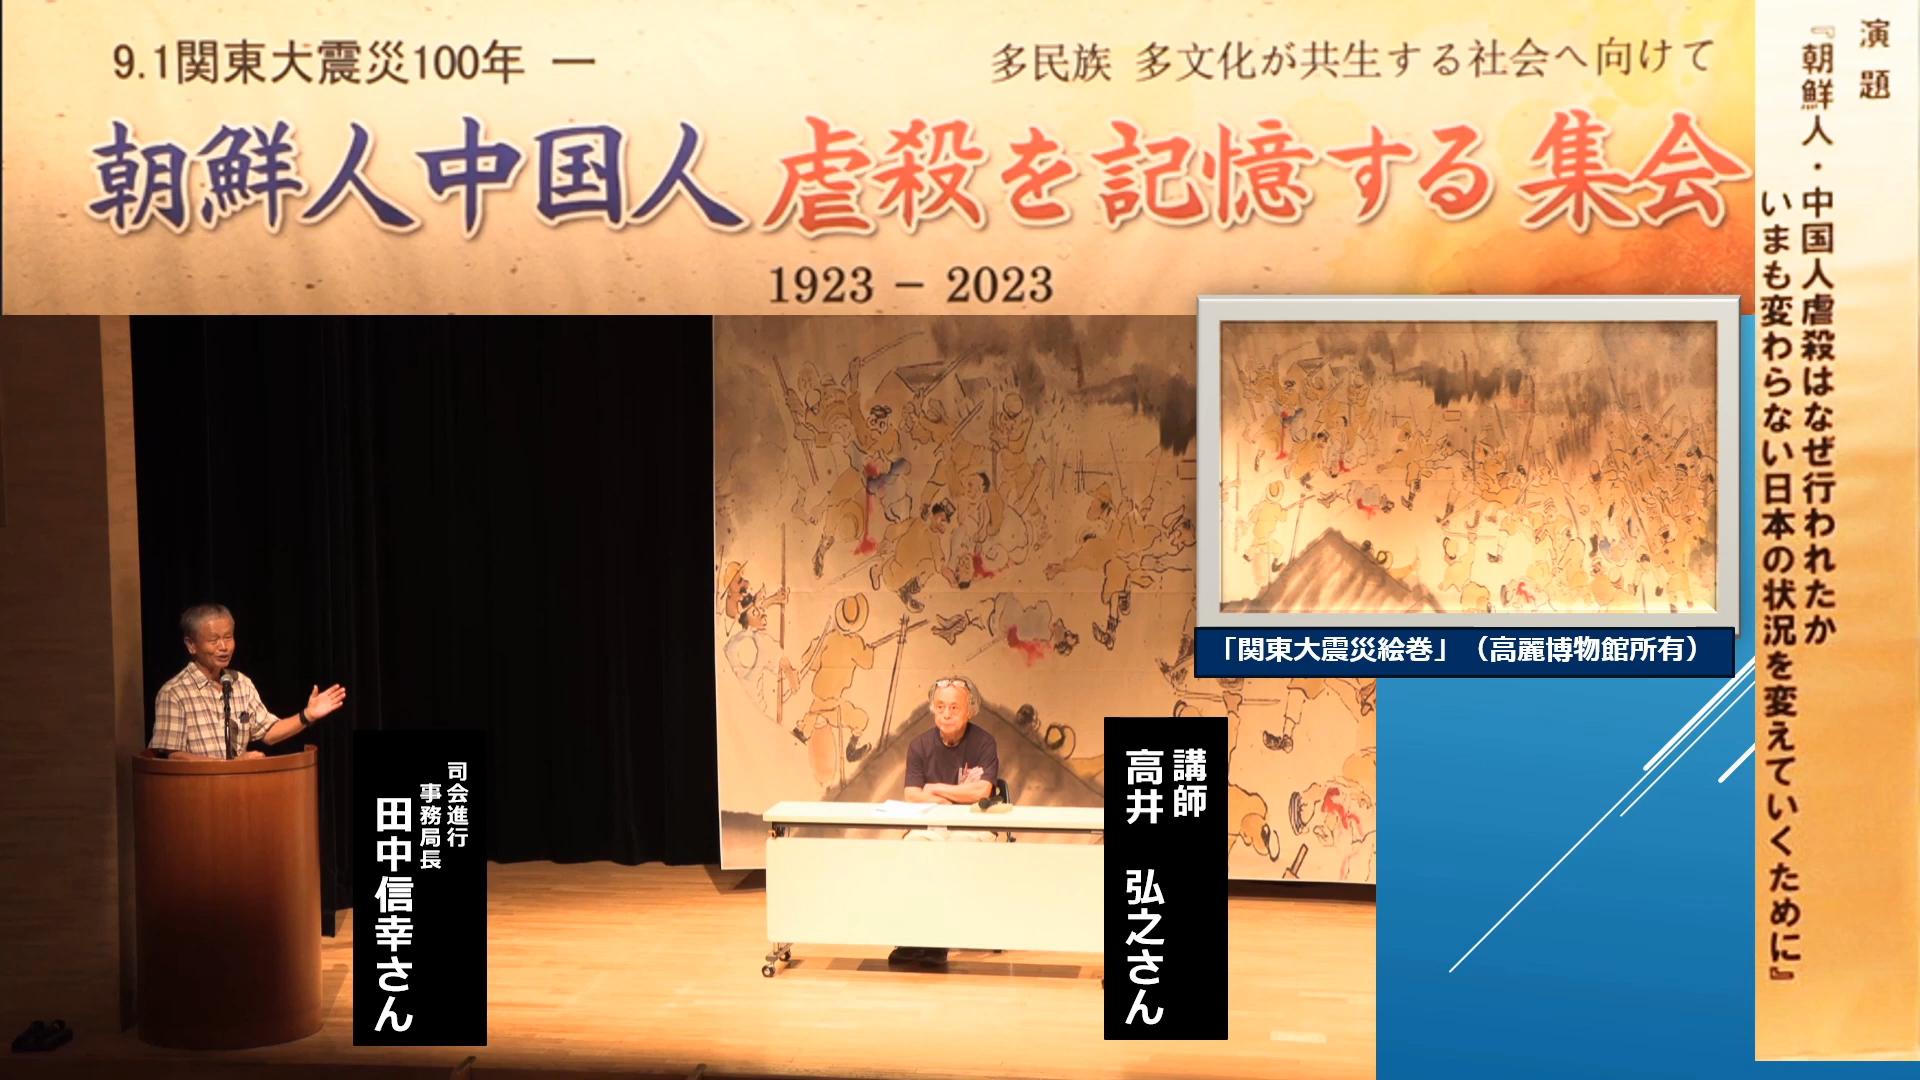 9.1関東大震災100年 ー
多民族 多文化が共生する社会へ向けて
朝鮮人中国人 虐殺を記憶する 集会
1923 － 2023
演 題
『朝鮮人・中国人虐殺はなぜ行われたか
いまも変わらない日本の状況を変えていくために』
「関東大震災絵巻」（高麗博物館所有）
司会進行
事務局長
田中信幸さん
講師
高井 弘之さん